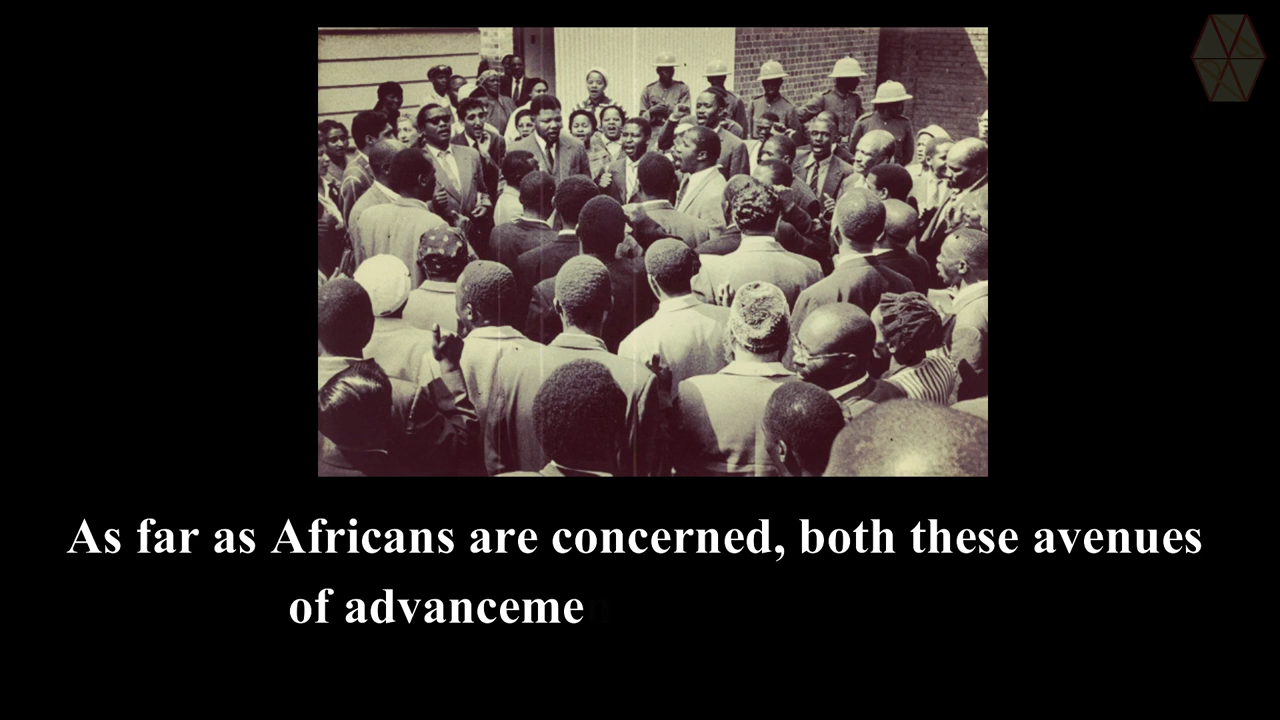 As far as Africans are concerned, both these avenues
of advanceme